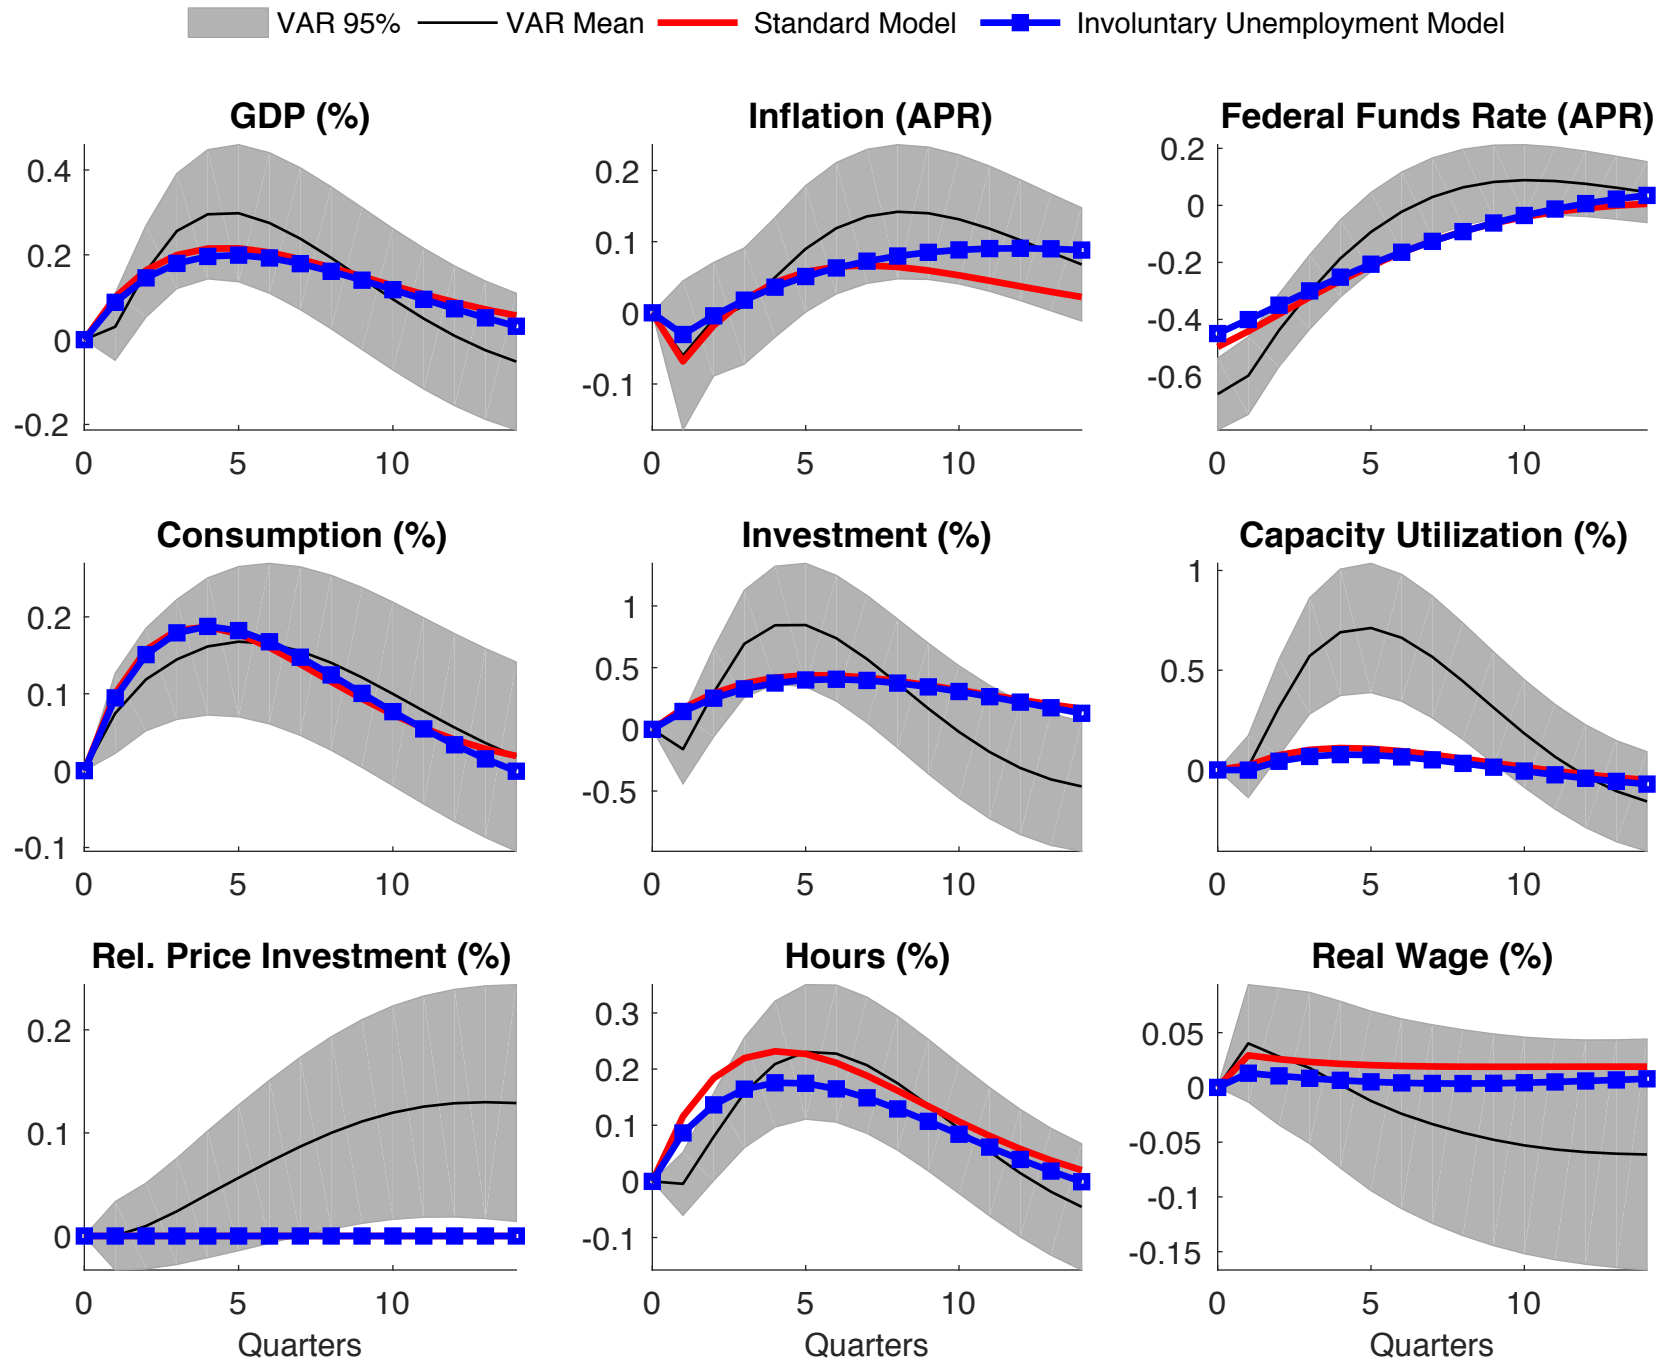 VAR 95% VAR Mean Standard Model Involuntary Unemployment Model
GDP (%) Inflation (APR) Federal Funds Rate (APR)
0.4
0.2
0
-0.2
0 5 10
0.2
0.1
0
-0.1
0 5 10
0.2
0
-0.2
-0.4
-0.6
0 5 10
Consumption (%) Investment (%) Capacity Utilization (%)
0.2
0.1
0
-0.1
0 5 10
1
0.5
0
-0.5
0 5 10
1
0.5
0
0 5 10
Rel. Price Investment (%) Hours (%) Real Wage (%)
0.2
0.1
0
0 5 10
Quarters
0.3
0.2
0.1
0
-0.1
0 5 10
Quarters
0.05
0
-0.05
-0.1
-0.15
0 5 10
Quarters